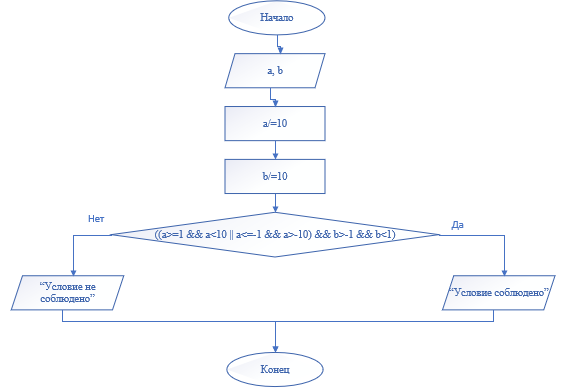 Начало
a, b
a/=10
b/=10
Нет
Да
((a>=1 && a<10 || a<=-1 && a>-10) && b>-1 && b<1)
“Условие не
соблюдено”
“Условие соблюдено”
Конец